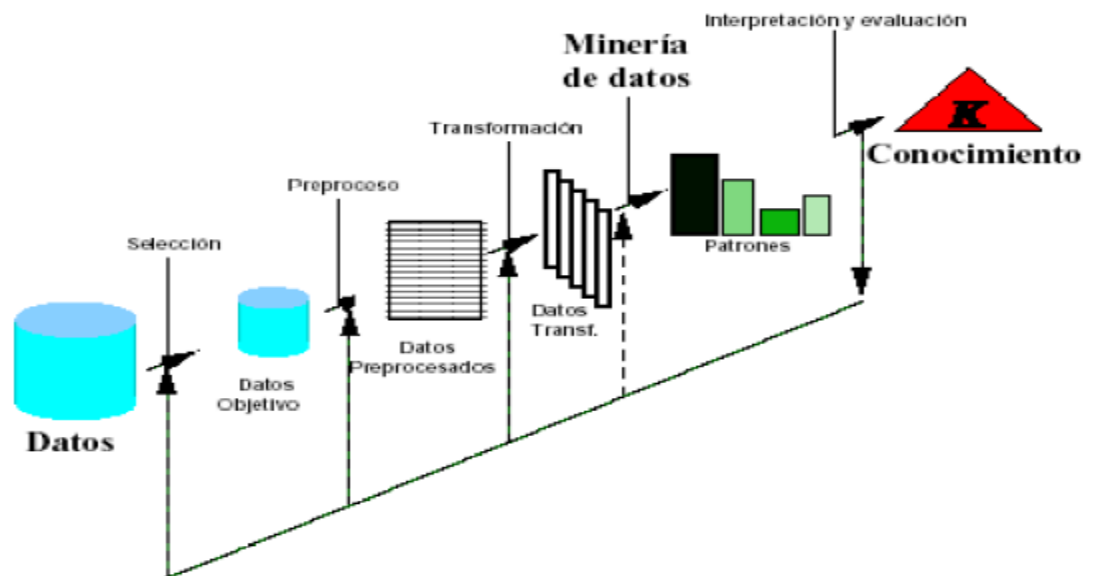 Interpretación y evaluación
Minería
de datos
K
Conocimiento
Transformación
Preproceso
Patrones
Selección
Datos
Transf.
Datos
Preprocesados
Datos
Objetivo
Datos